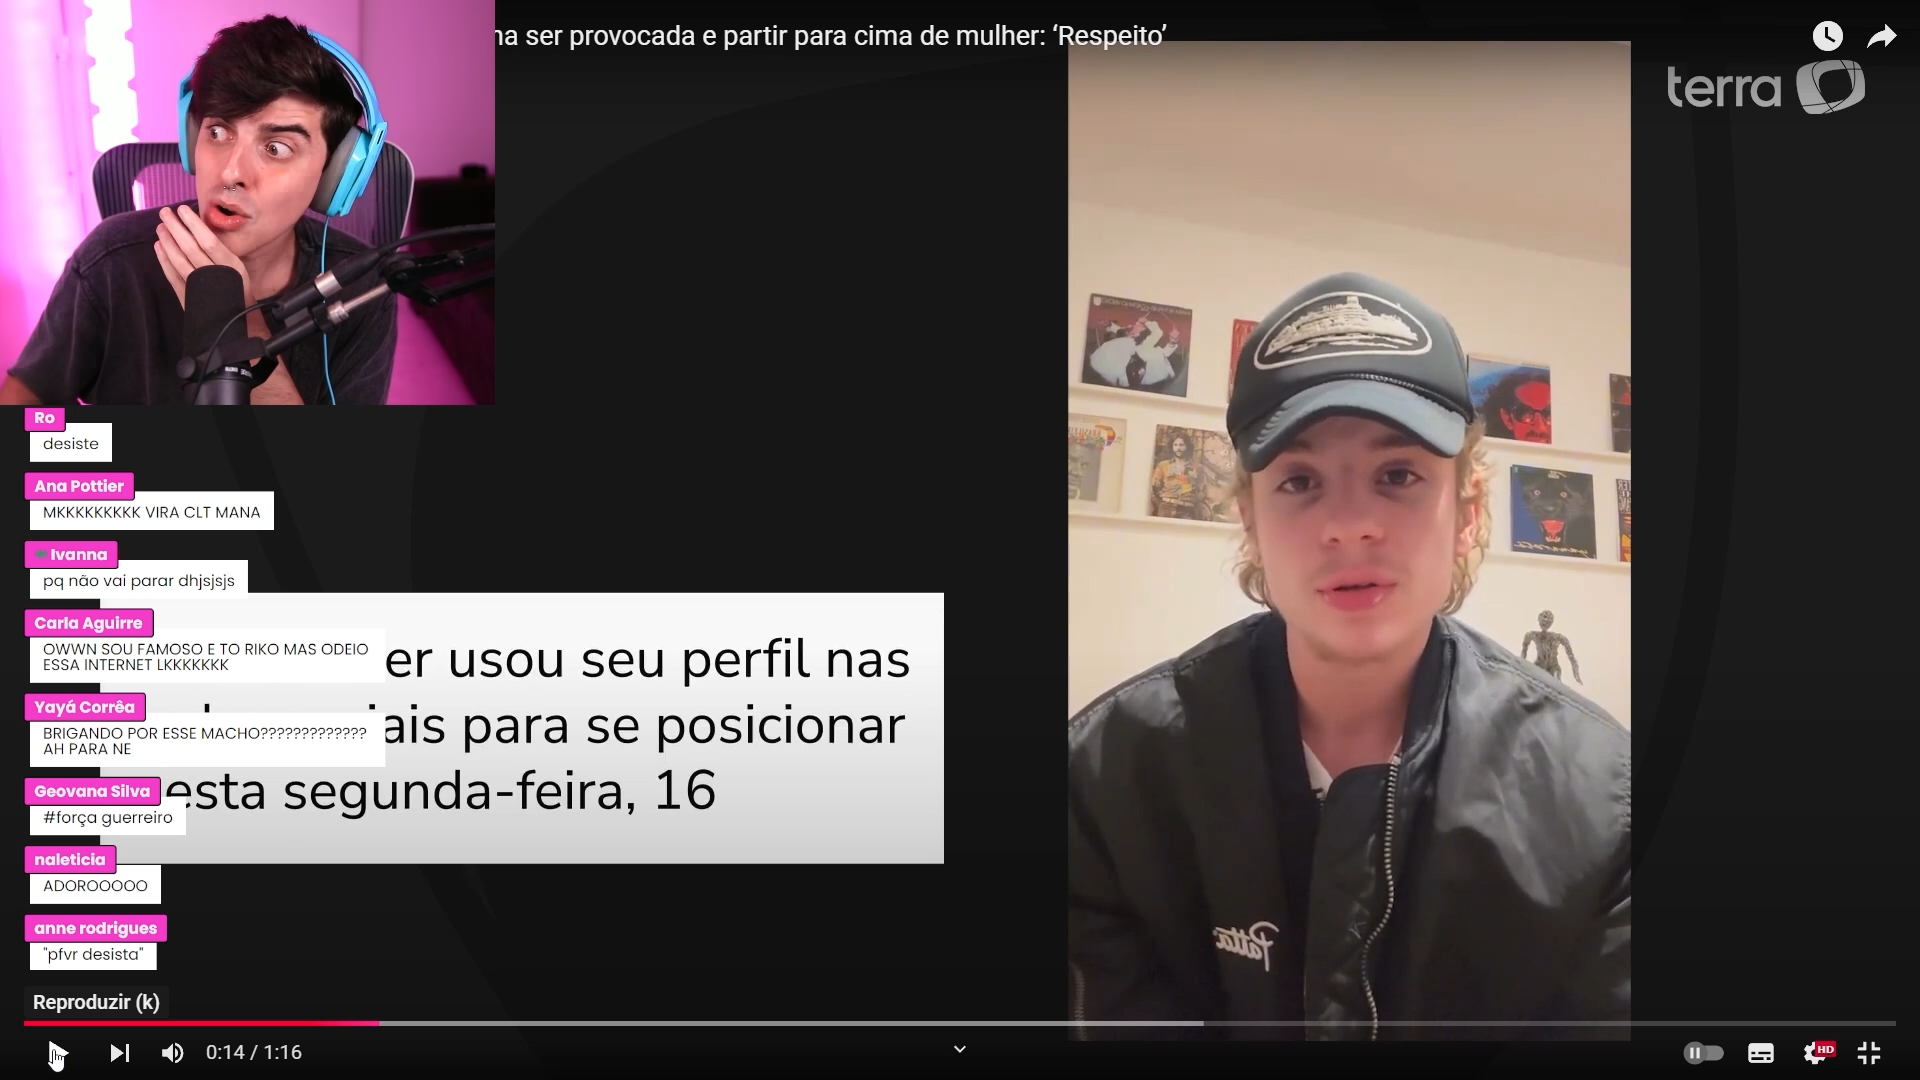 na ser provocada e partir para cima de mulher: ‘Respeito’
terra
Ro
desiste
Ana Pottier
MKKKKKKKKK VIRA CLT MANA
Ivanna
pq não vai parar dhjsjsjs
Carla Aguirre
OWWN SOU FAMOSO E TO RIKO MAS ODEIO
ESSA INTERNET LKKKKKKK
Yayá Corrêa
BRIGANDO POR ESSE MACHO?????????????
AH PARA NE
Geovana Silva
#força guerreiro
naleticia
ADOROOOOO
anne rodrigues
"pfvr desista"
er usou seu perfil nas
ais para se posicionar
esta segunda-feira, 16
Patta
Reproduzir (k)
0:14 / 1:16
HD